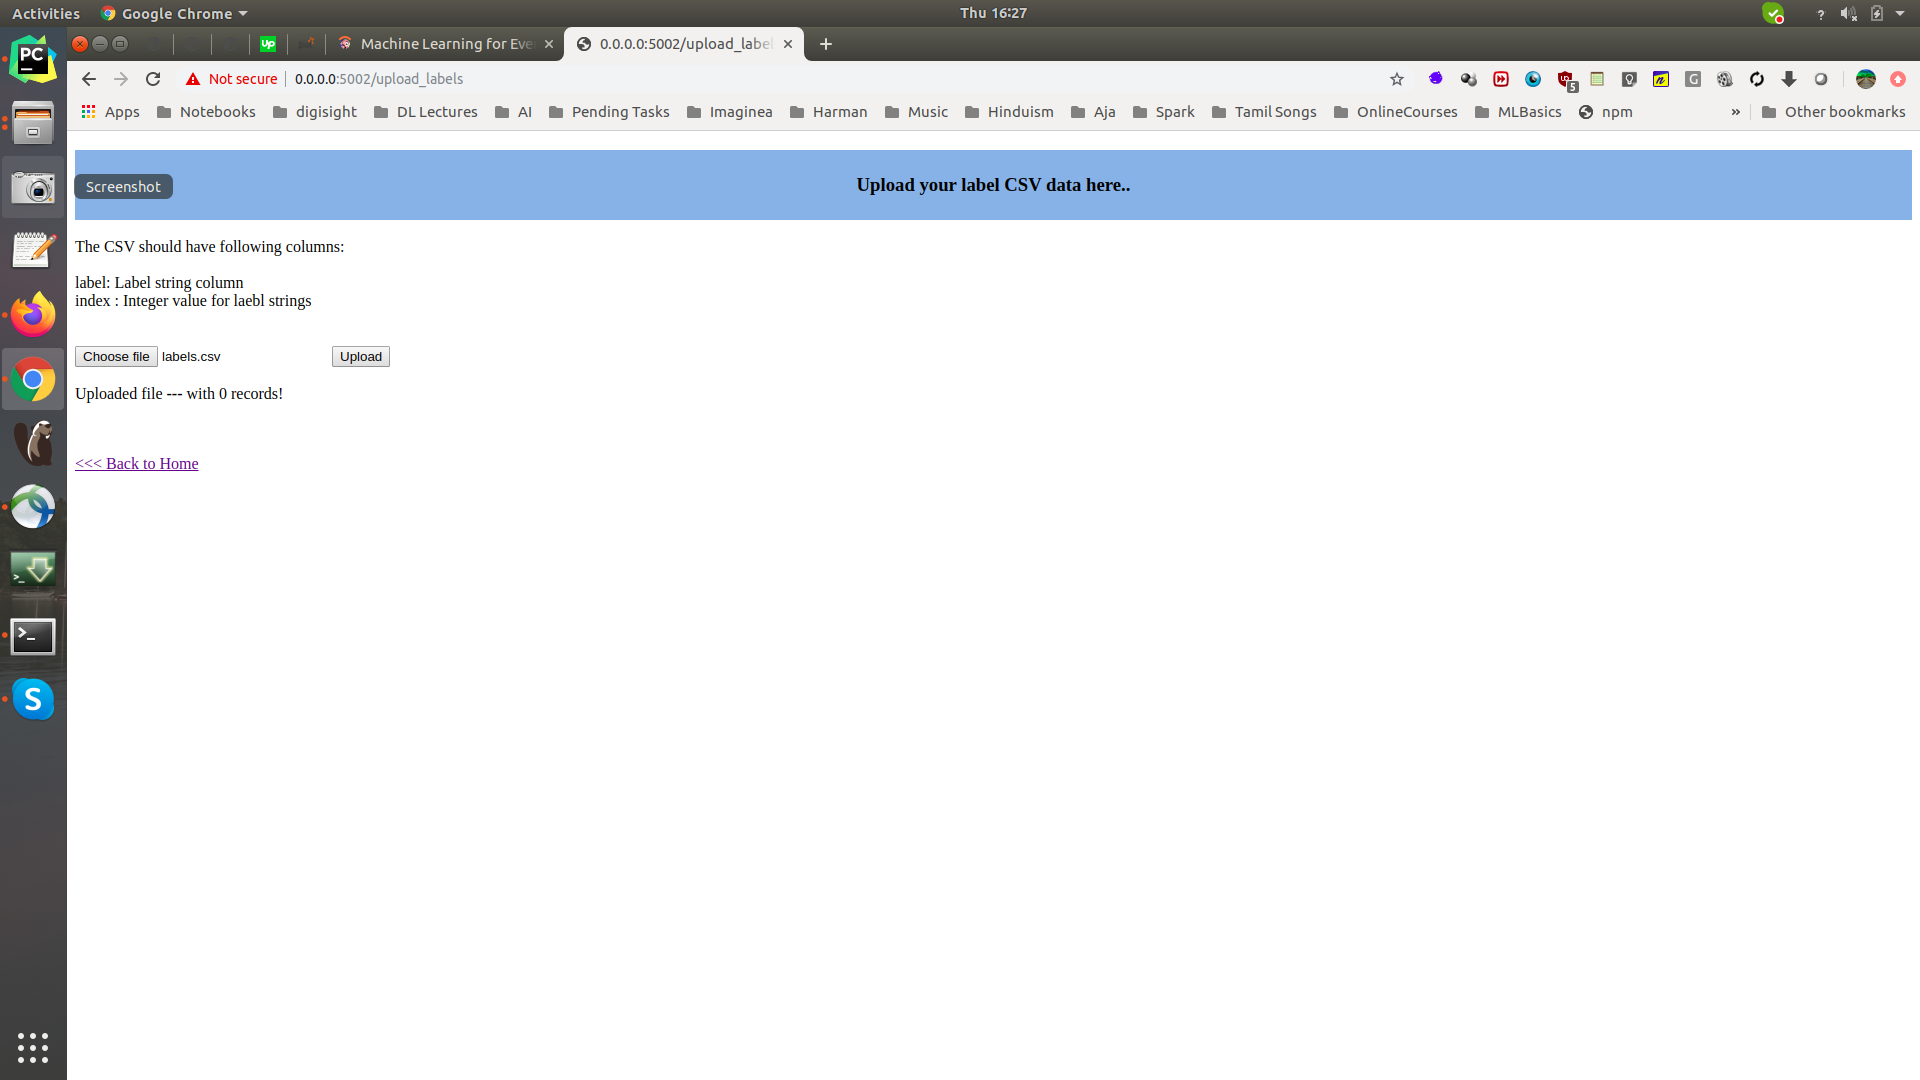 Activities Google Chrome Thu 16:27 ?
Up Machine Learning for Eve 0.0.0.0:5002/upload_label
Not secure 0.0.0.0:5002/upload_labels 5
Apps Notebooks digisight DL Lectures AI Pending Tasks Imaginea Harman Music Hinduism Aja Spark Tamil Songs OnlineCourses MLBasics npm » Other bookmarks
PC
Screenshot
Upload your label CSV data here..
The CSV should have following columns:
label: Label string column
index : Integer value for laebl strings
Choose file labels.csv Upload
Uploaded file --- with 0 records!
<<< Back to Home
S